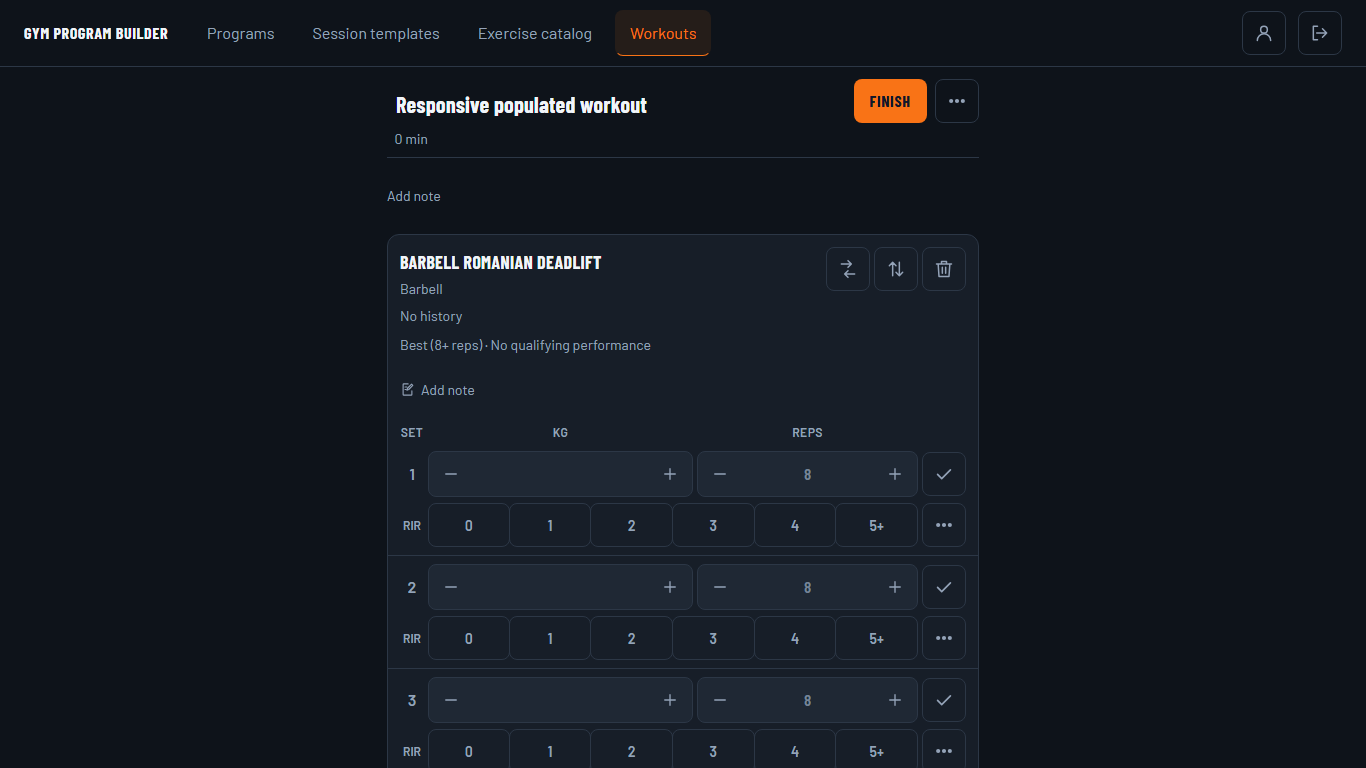 GYM PROGRAM BUILDER Programs Session templates Exercise catalog Workouts
Responsive populated workout FINISH
0 min
Add note
BARBELL ROMANIAN DEADLIFT
Barbell
No history
Best (8+ reps) · No qualifying performance
Add note
SET KG REPS
1 8
RIR 0 1 2 3 4 5+
2 8
RIR 0 1 2 3 4 5+
3 8
RIR 0 1 2 3 4 5+